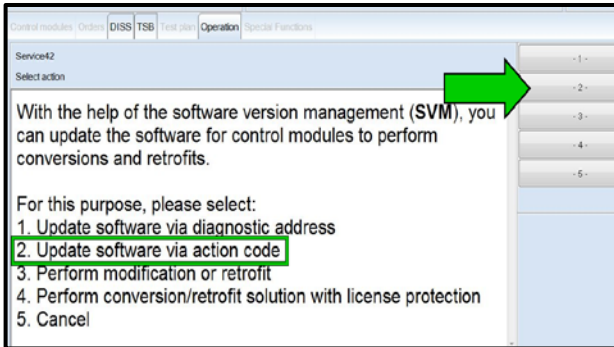 Control modules Orders DISS TSB Test plan Operation Special Functions
Service42
Select action
With the help of the software version management (SVM), you
can update the software for control modules to perform
conversions and retrofits.
For this purpose, please select:
1. Update software via diagnostic address
2. Update software via action code
3. Perform modification or retrofit
4. Perform conversion/retrofit solution with license protection
5. Cancel
- 1 -
- 2 -
- 3 -
- 4 -
- 5 -